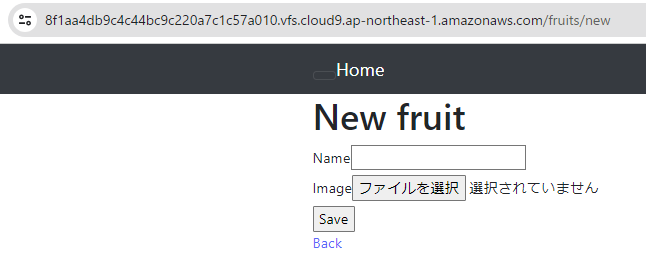 8f1aa4db9c4c44bc9c220a7c1c57a010.vfs.cloud9.ap-northeast-1.amazonaws.com/fruits/new
Home
New fruit
Name
Image ファイルを選択 選択されていません
Save
Back